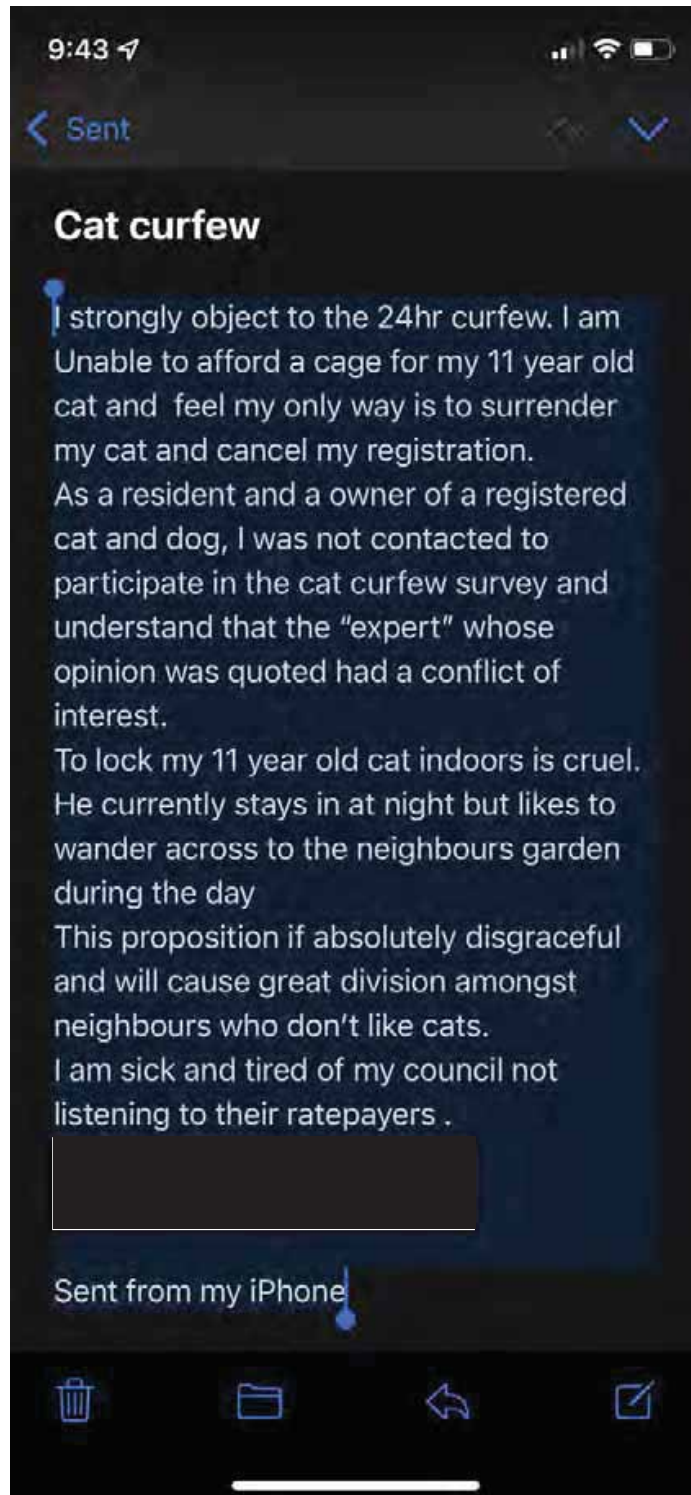 9:43
Sent
Cat curfew
I strongly object to the 24hr curfew. I am
Unable to afford a cage for my 11 year old
cat and  feel my only way is to surrender
my cat and cancel my registration.
As a resident and a owner of a registered
cat and dog, I was not contacted to
participate in the cat curfew survey and
understand that the “expert” whose
opinion was quoted had a conflict of
interest.
To lock my 11 year old cat indoors is cruel.
He currently stays in at night but likes to
wander across to the neighbours garden
during the day
This proposition if absolutely disgraceful
and will cause great division amongst
neighbours who don’t like cats.
I am sick and tired of my council not
listening to their ratepayers .
Sent from my iPhone